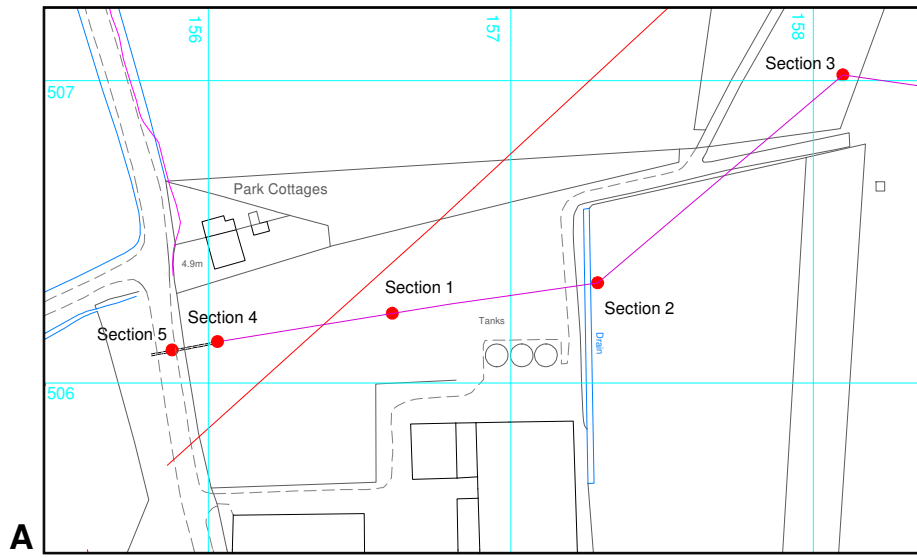 156
157
158
Section 3
507
Park Cottages
4.9m
Section 1
Section 2
Section 4
Tanks
Section 5
Drain
506
A